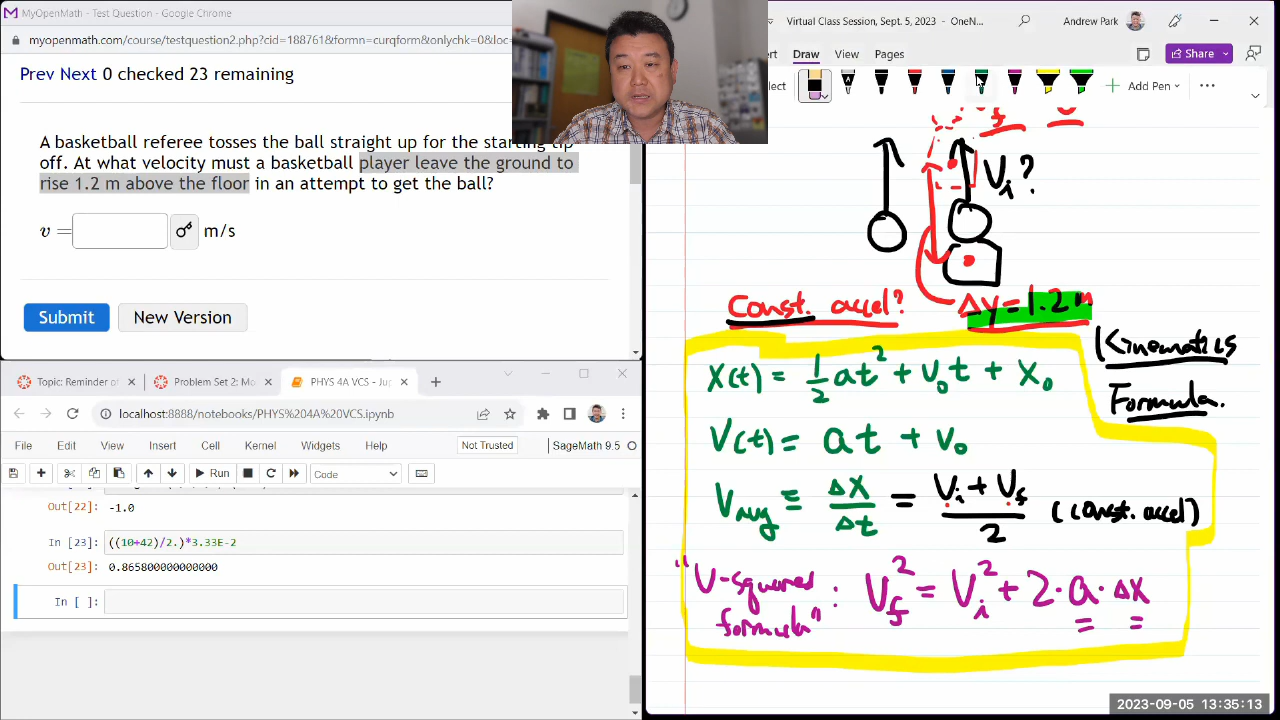 MyOpenMath - Test Question - Google Chrome
myopenmath.com/course/testquestion2.php?cid=188761&formn=curqform&onlychk=0&loc=
Prev Next 0 checked 23 remaining
A basketball referee tosses the ball straight up for the starting tip
off. At what velocity must a basketball player leave the ground to
rise 1.2 m above the floor in an attempt to get the ball?
v = σ m/s
Submit New Version
PHYS 4A VCS - Ju
localhost:8888/notebooks/PHYS%204A%20VCS.ipynb
File Edit View Insert Cell Kernel Widgets Help Not Trusted SageMath 9.5
Run Code
Out[22]: -1.0
In [23]: ((10+42)/2)*3.33E-2
Out[23]: 0.865800000000000
In [ ]:
Virtual Class Session, Sept. 5, 2023 - OneN... Andrew Park
Draw View Pages Share
lect Add Pen
Vi?
Const. accel? Δy = 1.2 m
Kinematics
Formula.
x(t) = 1/2 at² + v₀t + x₀
v(t) = at + v₀
Vavg = Δx/Δt = (Vi + Vf)/2 (const. accel)
"V-squared formula": Vf² = Vi² + 2·a·Δx
2023-09-05 13:35:13